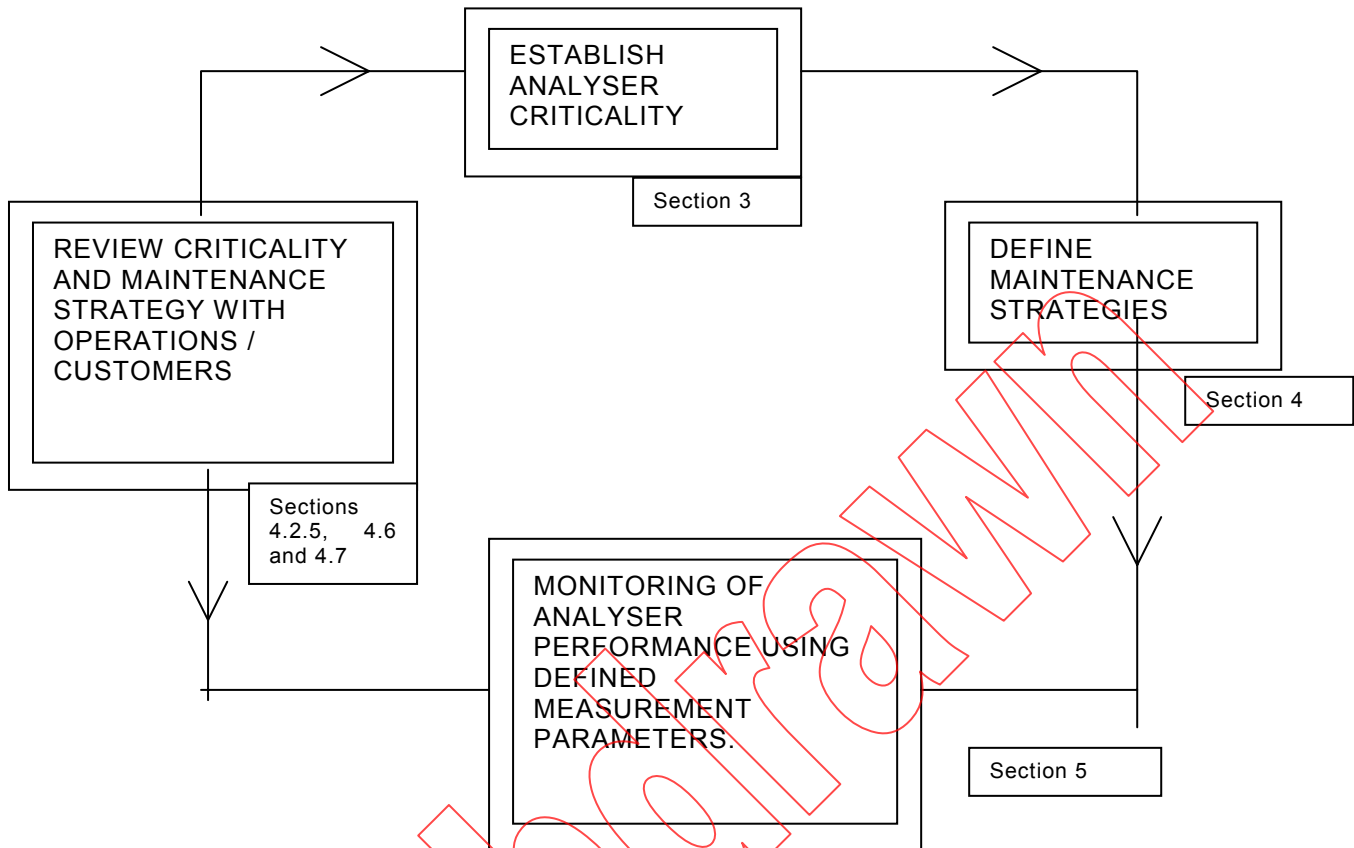 ESTABLISH
ANALYSER
CRITICALITY
Section 3
REVIEW CRITICALITY
AND MAINTENANCE
STRATEGY WITH
OPERATIONS /
CUSTOMERS
Sections
4.2.5, 4.6
and 4.7
DEFINE
MAINTENANCE
STRATEGIES
Section 4
MONITORING OF
ANALYSER
PERFORMANCE USING
DEFINED
MEASUREMENT
PARAMETERS.
Section 5
drawn